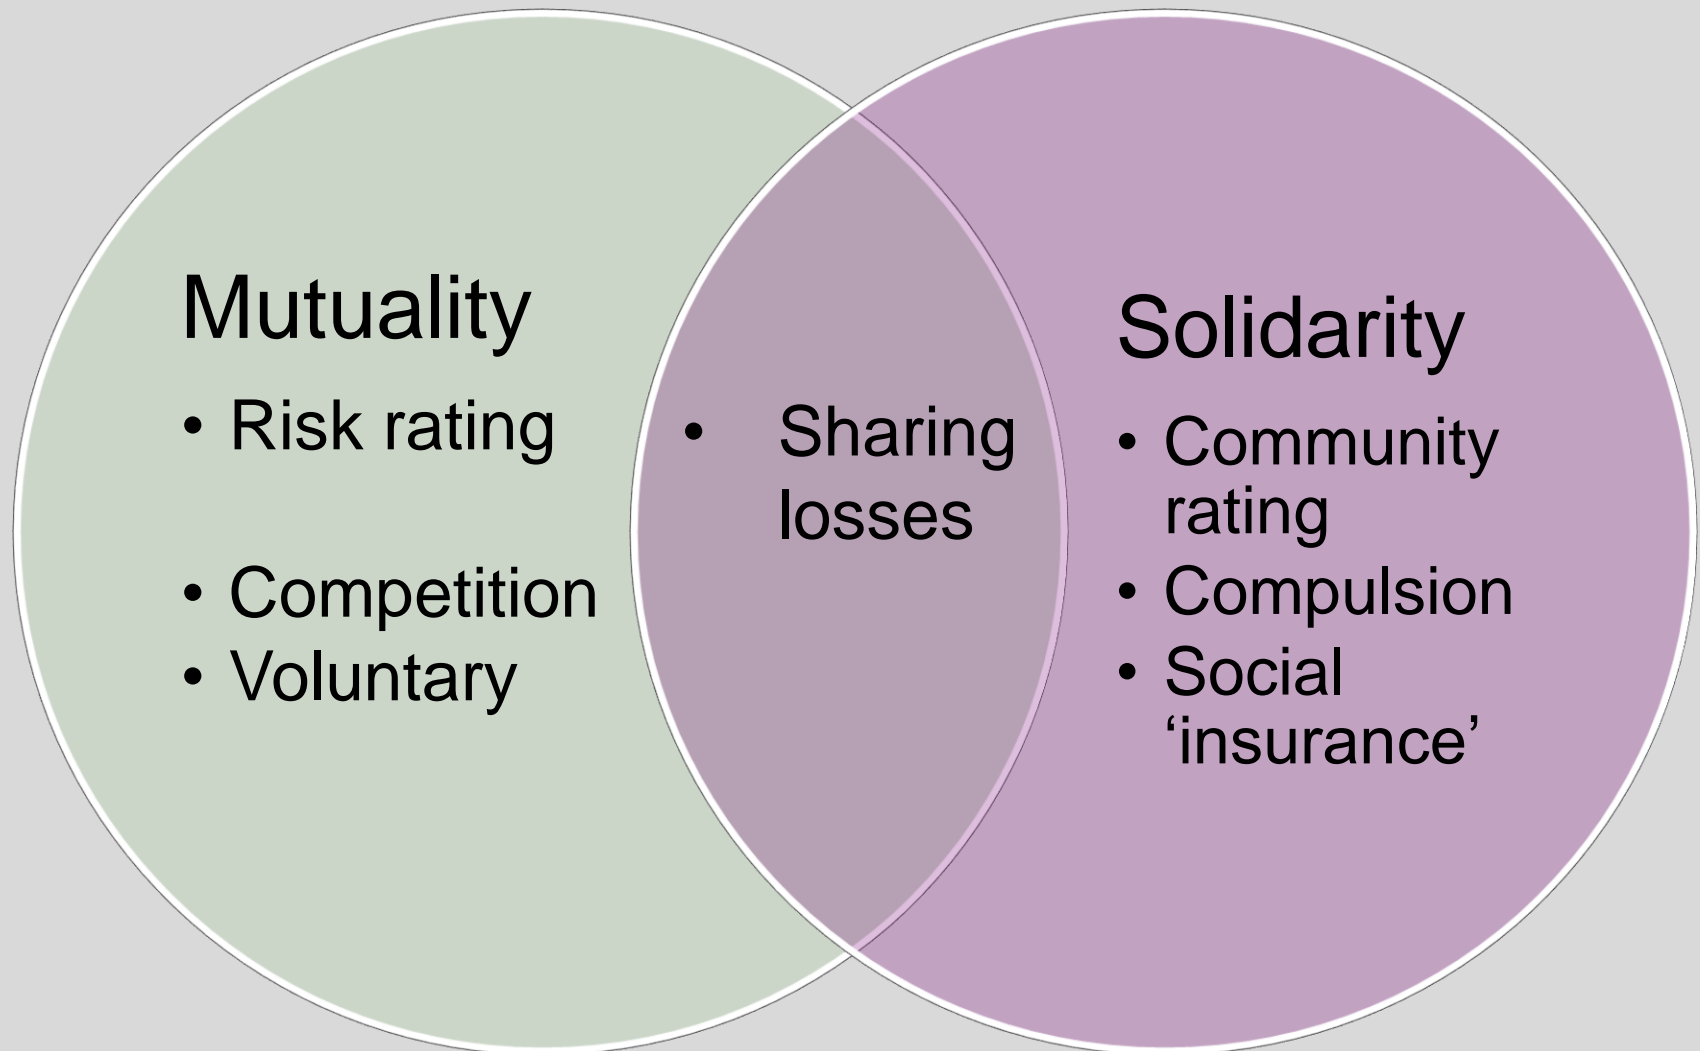 Mutuality
• Risk rating
• Competition
• Voluntary
• Sharing
losses
Solidarity
• Community
rating
• Compulsion
• Social
‘insurance’